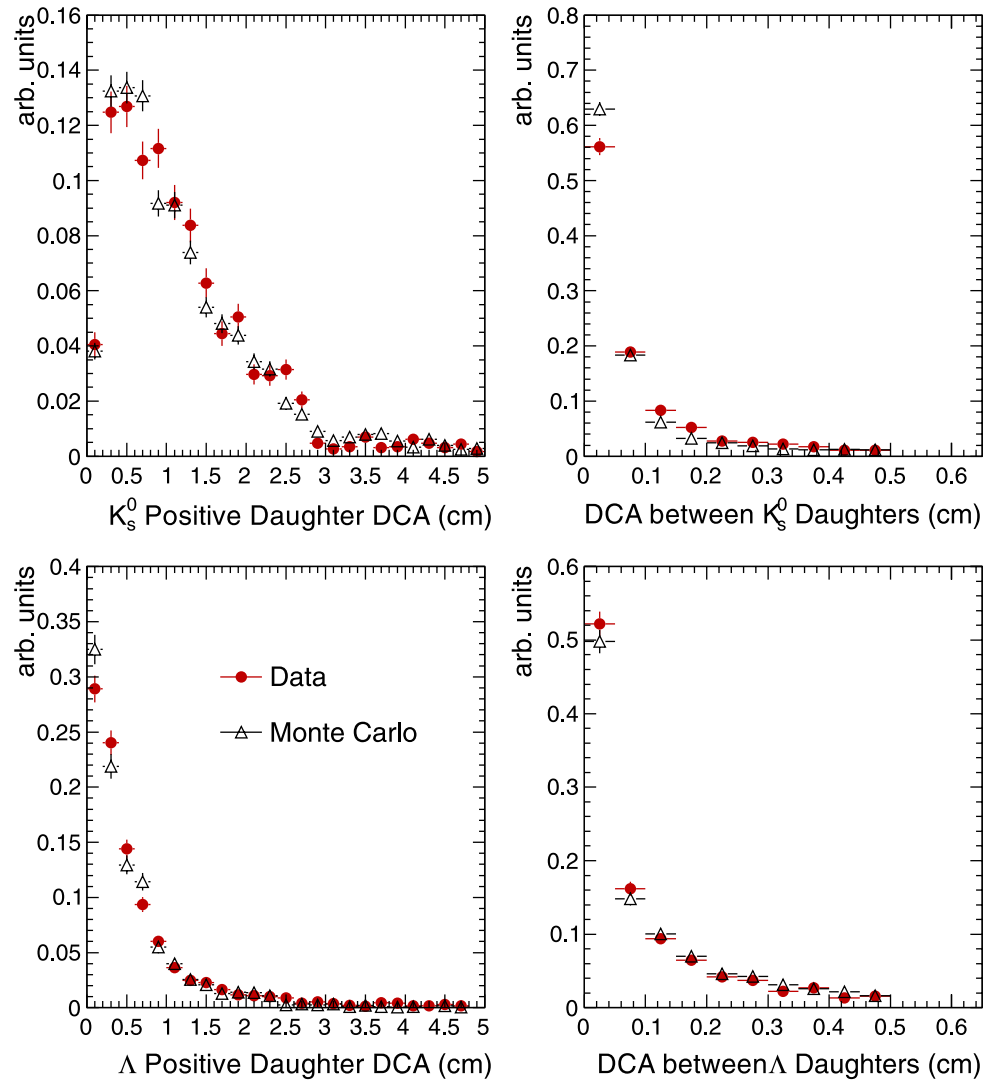 arb. units
0.16
0.14
0.12
0.1
0.08
0.06
0.04
0.02
0
0 0.5 1 1.5 2 2.5 3 3.5 4 4.5 5
K⁰ₛ Positive Daughter DCA (cm)
arb. units
0.8
0.7
0.6
0.5
0.4
0.3
0.2
0.1
0
0 0.1 0.2 0.3 0.4 0.5 0.6
DCA between K⁰ₛ Daughters (cm)
arb. units
0.4
0.35
0.3
0.25
0.2
0.15
0.1
0.05
0
Data
Monte Carlo
0 0.5 1 1.5 2 2.5 3 3.5 4 4.5 5
Λ Positive Daughter DCA (cm)
arb. units
0.6
0.5
0.4
0.3
0.2
0.1
0
0 0.1 0.2 0.3 0.4 0.5 0.6
DCA betweenΛ Daughters (cm)